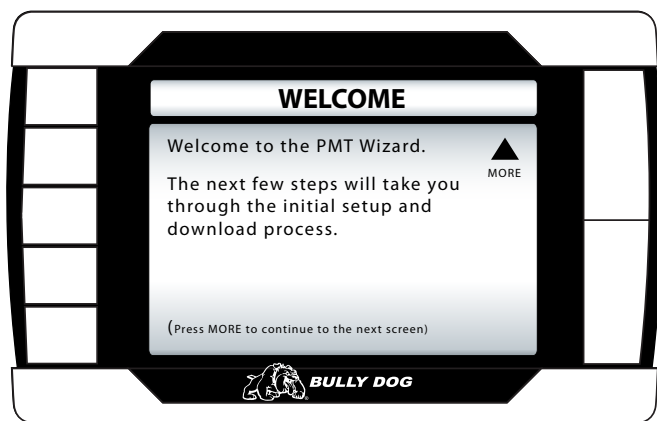 WELCOME
Welcome to the PMT Wizard.
MORE
The next few steps will take you
through the initial setup and
download process.
(Press MORE to continue to the next screen)
BULLY DOG